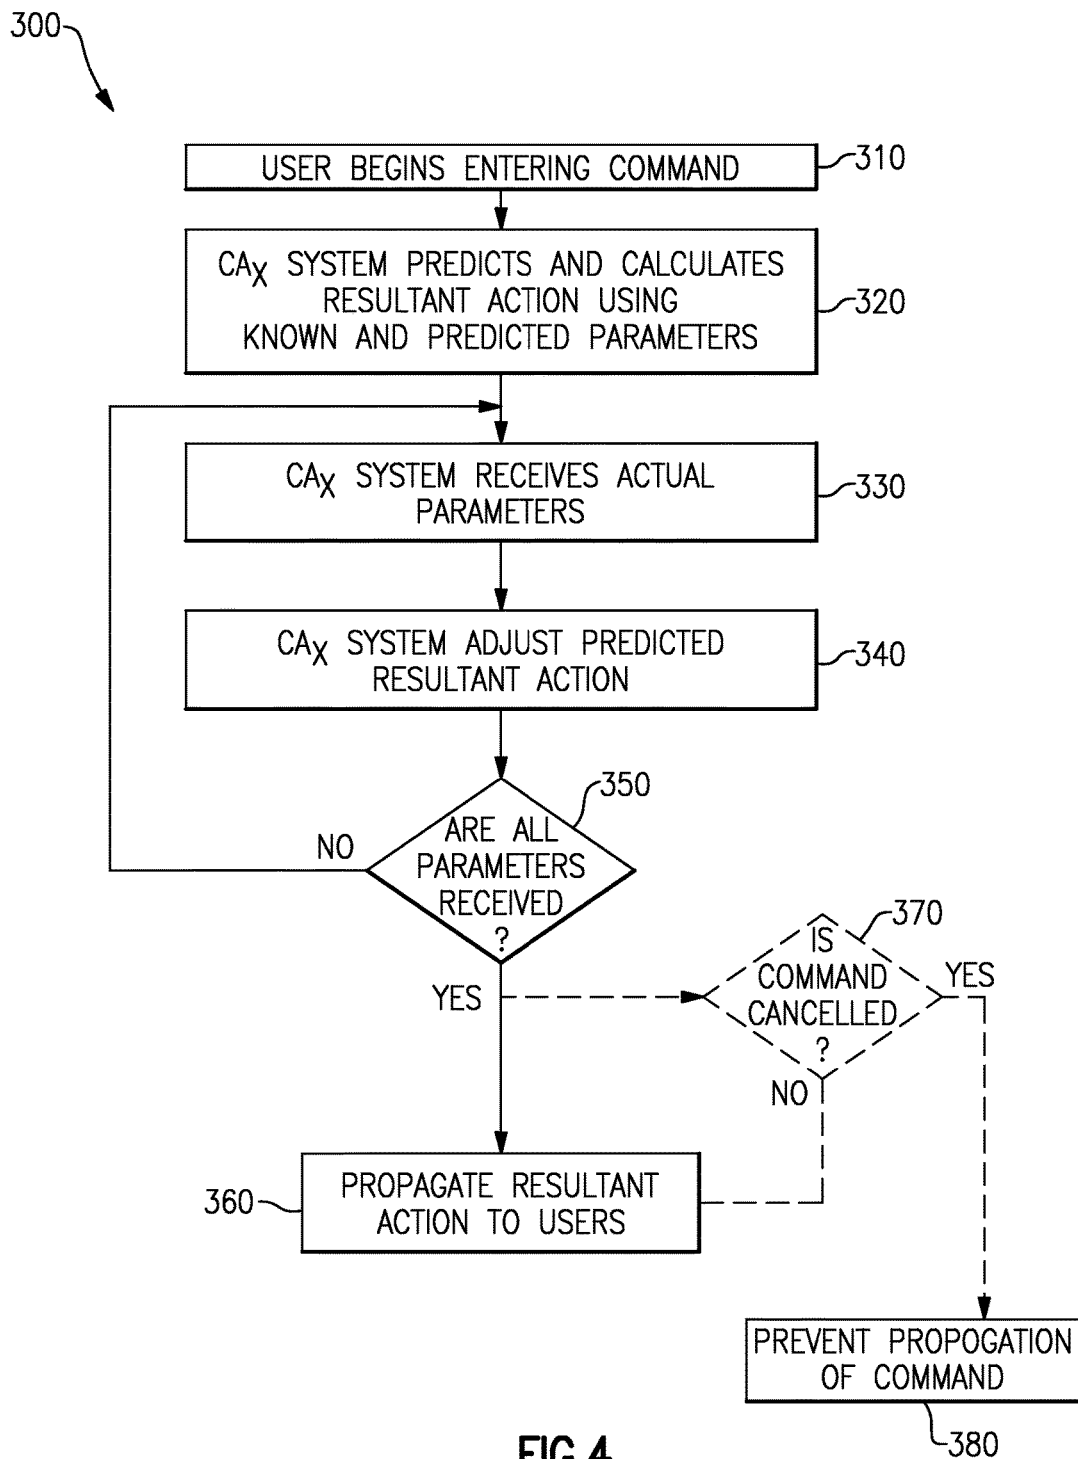 300
USER BEGINS ENTERING COMMAND
310
CAX SYSTEM PREDICTS AND CALCULATES
RESULTANT ACTION USING
KNOWN AND PREDICTED PARAMETERS
320
CAX SYSTEM RECEIVES ACTUAL
PARAMETERS
330
CAX SYSTEM ADJUST PREDICTED
RESULTANT ACTION
340
350
ARE ALL
PARAMETERS
RECEIVED
?
NO
YES
370
IS
COMMAND
CANCELLED
?
YES
NO
360
PROPAGATE RESULTANT
ACTION TO USERS
PREVENT PROPOGATION
OF COMMAND
380
FIG.4